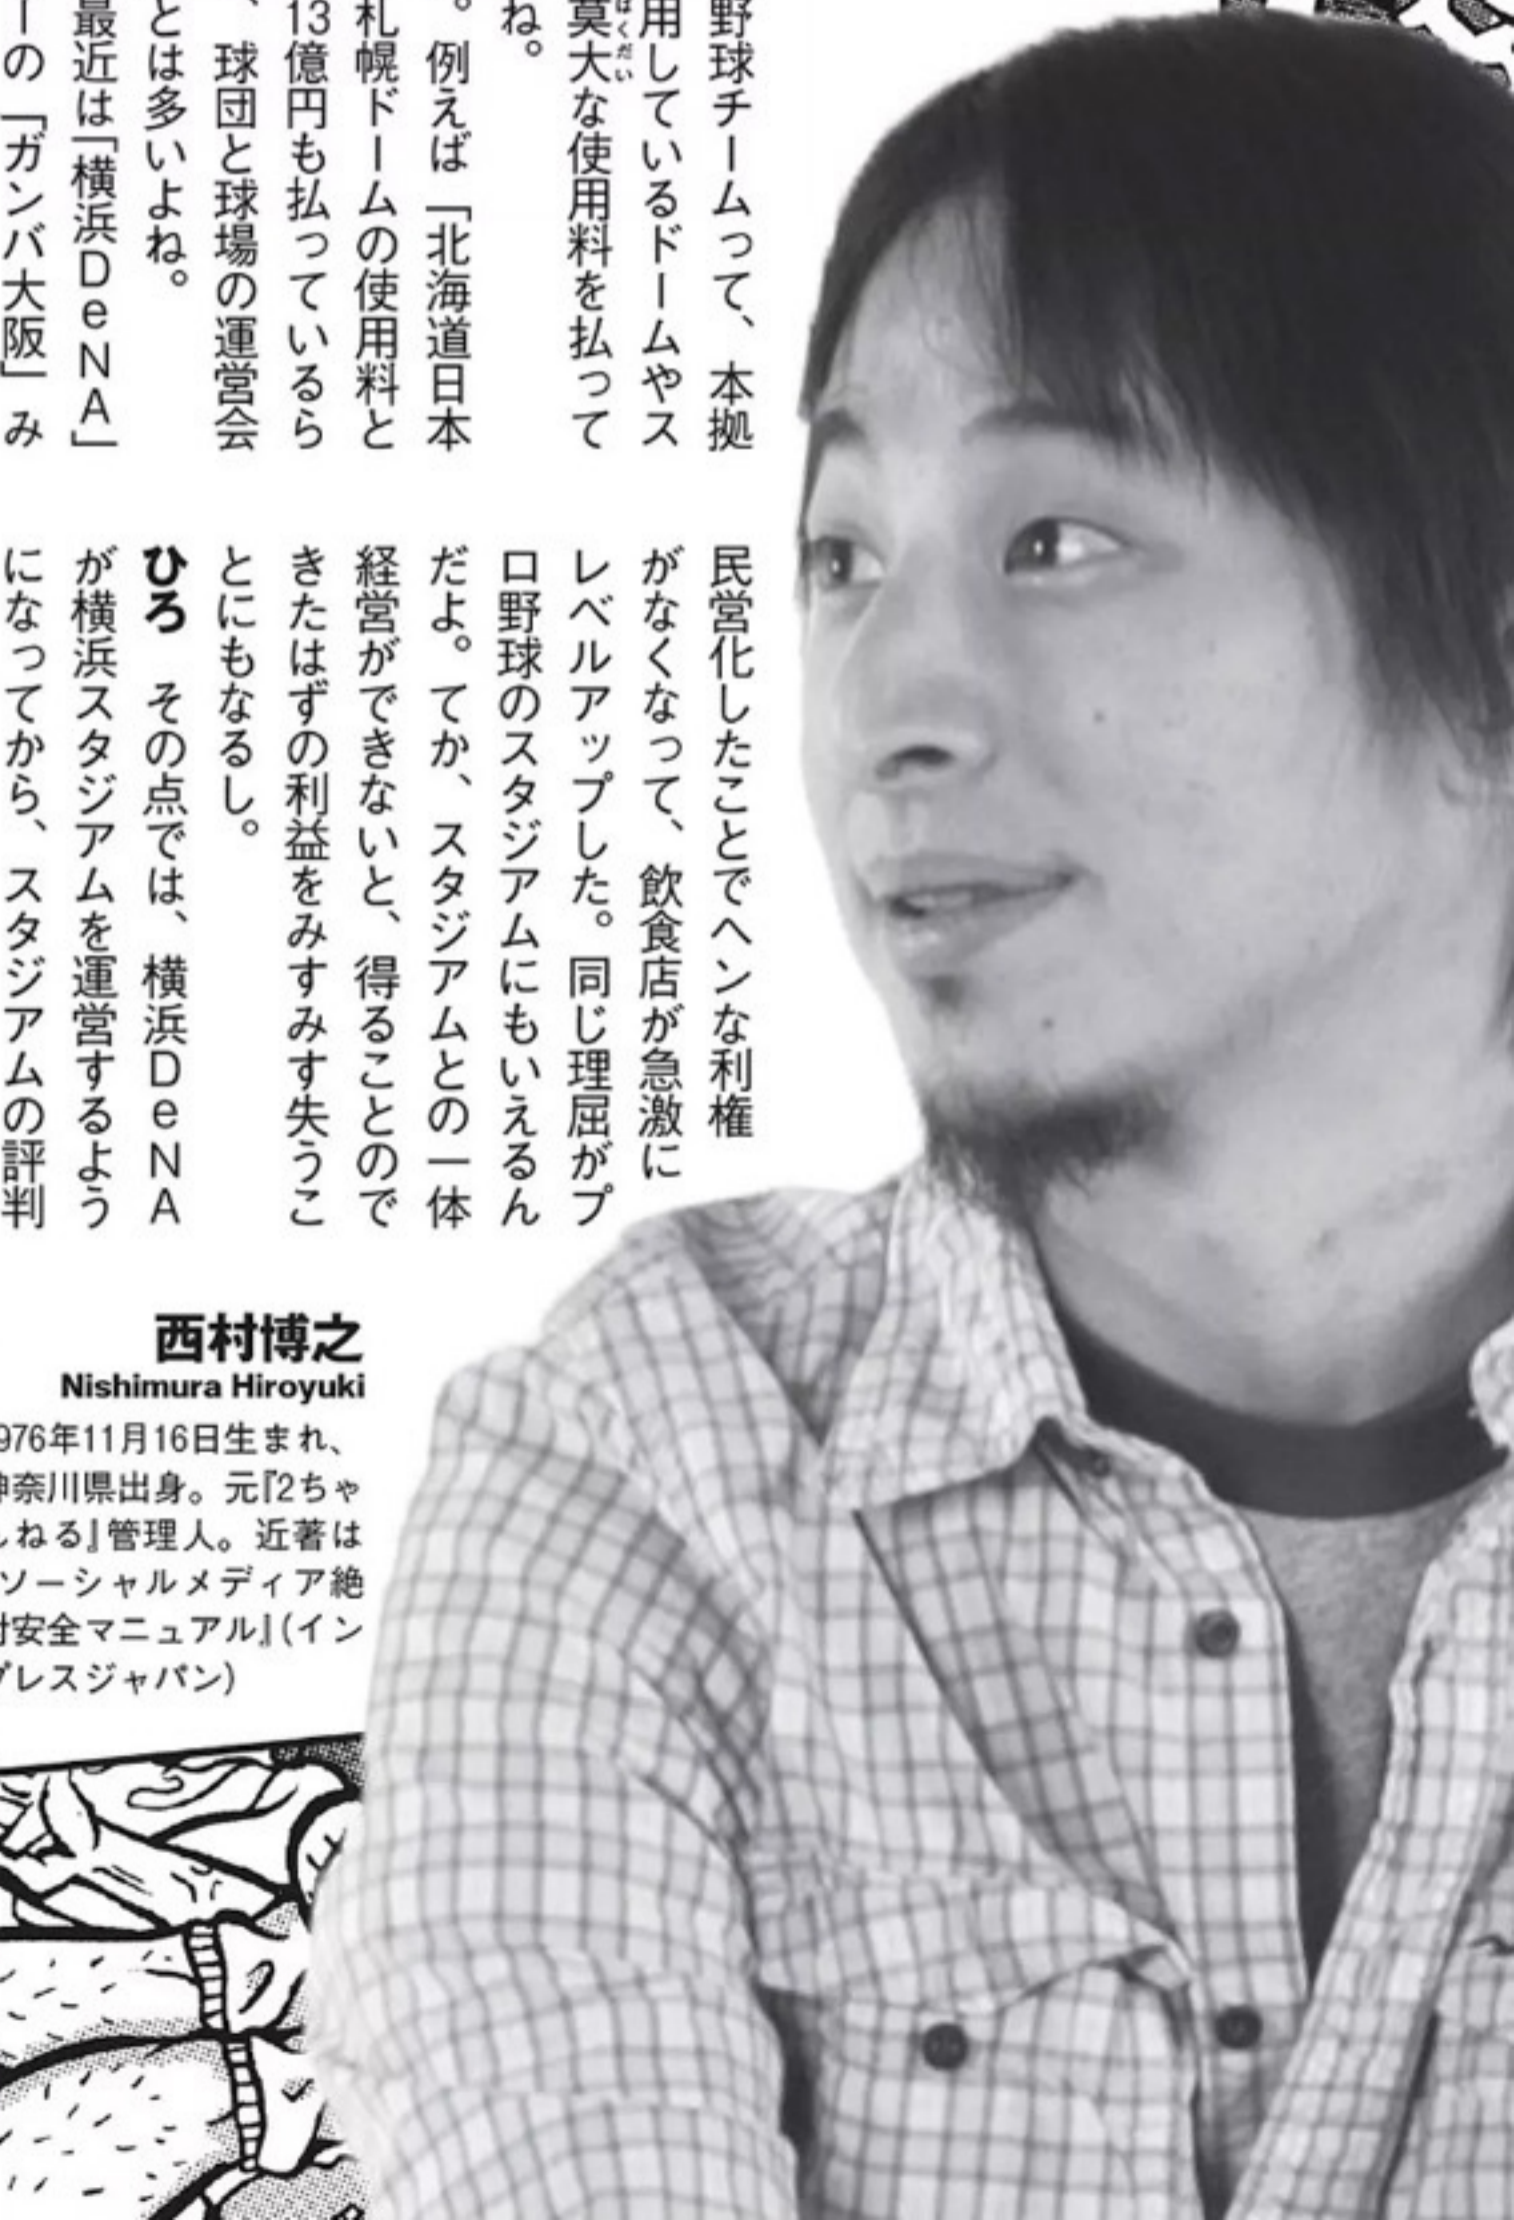 野球チームって、本拠
用しているドームやス
莫大な使用料を払って
ばくだい
ね。
。例えば「北海道日本
札幌ドームの使用料と
13億円も払っているら
、球団と球場の運営会
とは多いよね。
最近は「横浜DeNA」
ーの「ガンバ大阪」み
民営化したことでヘンな利権
がなくなって、飲食店が急激に
レベルアップした。同じ理屈がプ
ロ野球のスタジアムにもいえるん
だよ。てか、スタジアムとの一体
経営ができないと、得ることので
きたはずの利益をみすみす失うこ
とにもなるし。
ひろ その点では、横浜DeNA
が横浜スタジアムを運営するよう
になってから、スタジアムの評判
西村博之
Nishimura Hiroyuki
976年11月16日生まれ、
神奈川県出身。元『2ちゃ
んねる』管理人。近著は
ソーシャルメディア絶
対安全マニュアル』(イン
プレスジャパン)